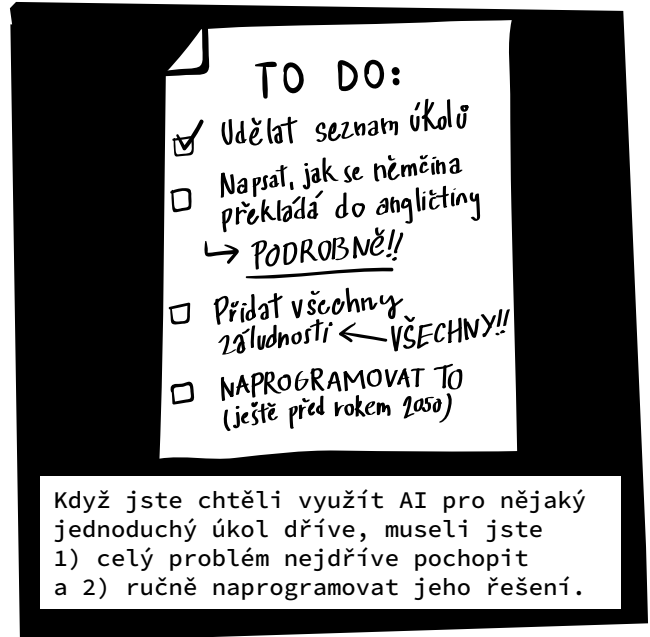 TO DO:
Udělat seznam úkolů
Napsat, jak se němčina
překládá do angličtiny
↳ PODROBNĚ!!
Přidat všechny
záludnosti ← VŠECHNY!!
NAPROGRAMOVAT TO
(ještě před rokem 2050)
Když jste chtěli využít AI pro nějaký
jednoduchý úkol dříve, museli jste
1) celý problém nejdříve pochopit
a 2) ručně naprogramovat jeho řešení.